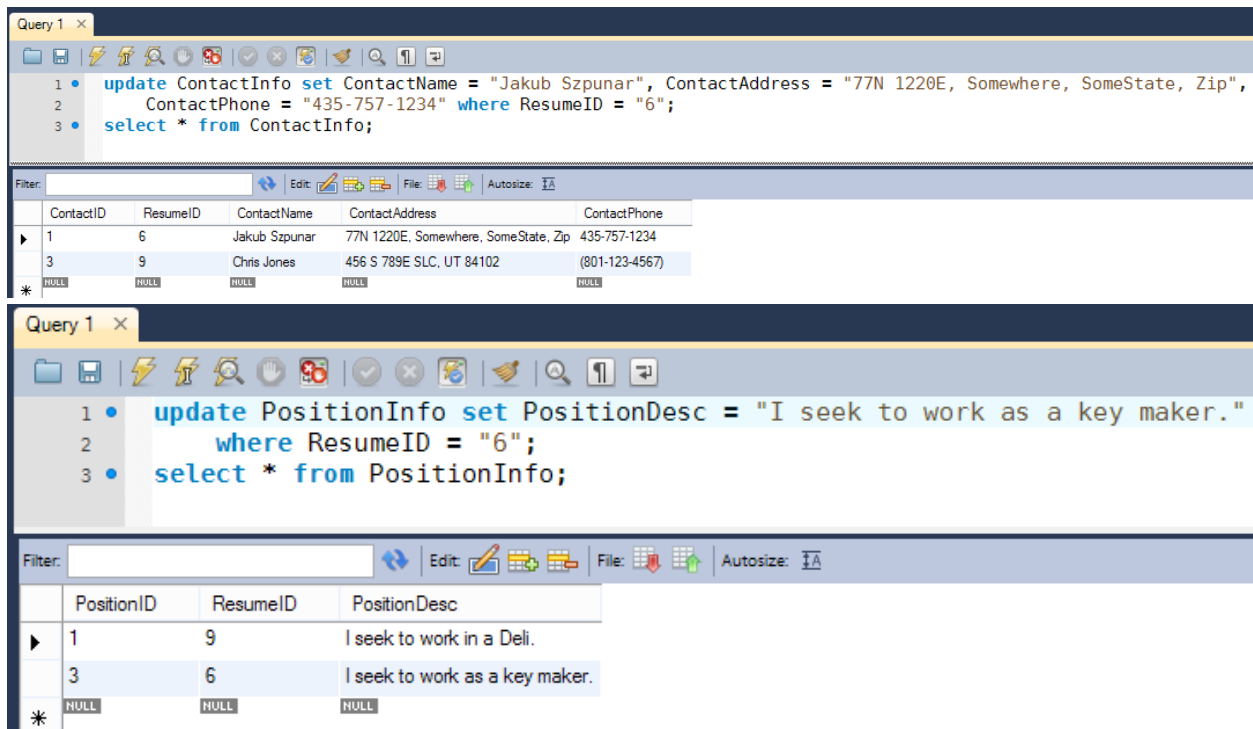 Query 1 ×
1 update ContactInfo set ContactName = "Jakub Szpunar", ContactAddress = "77N 1220E, Somewhere, SomeState, Zip",
2 ContactPhone = "435-757-1234" where ResumeID = "6";
3 select * from ContactInfo;
Filter: Edit: File: Autosize:
ContactID ResumeID ContactName ContactAddress ContactPhone
1 6 Jakub Szpunar 77N 1220E, Somewhere, SomeState, Zip 435-757-1234
3 9 Chris Jones 456 S 789E SLC, UT 84102 (801-123-4567)
* NULL NULL NULL NULL NULL
Query 1 ×
1 update PositionInfo set PositionDesc = "I seek to work as a key maker."
2 where ResumeID = "6";
3 select * from PositionInfo;
Filter: Edit: File: Autosize:
PositionID ResumeID PositionDesc
1 9 I seek to work in a Deli.
3 6 I seek to work as a key maker.
* NULL NULL NULL